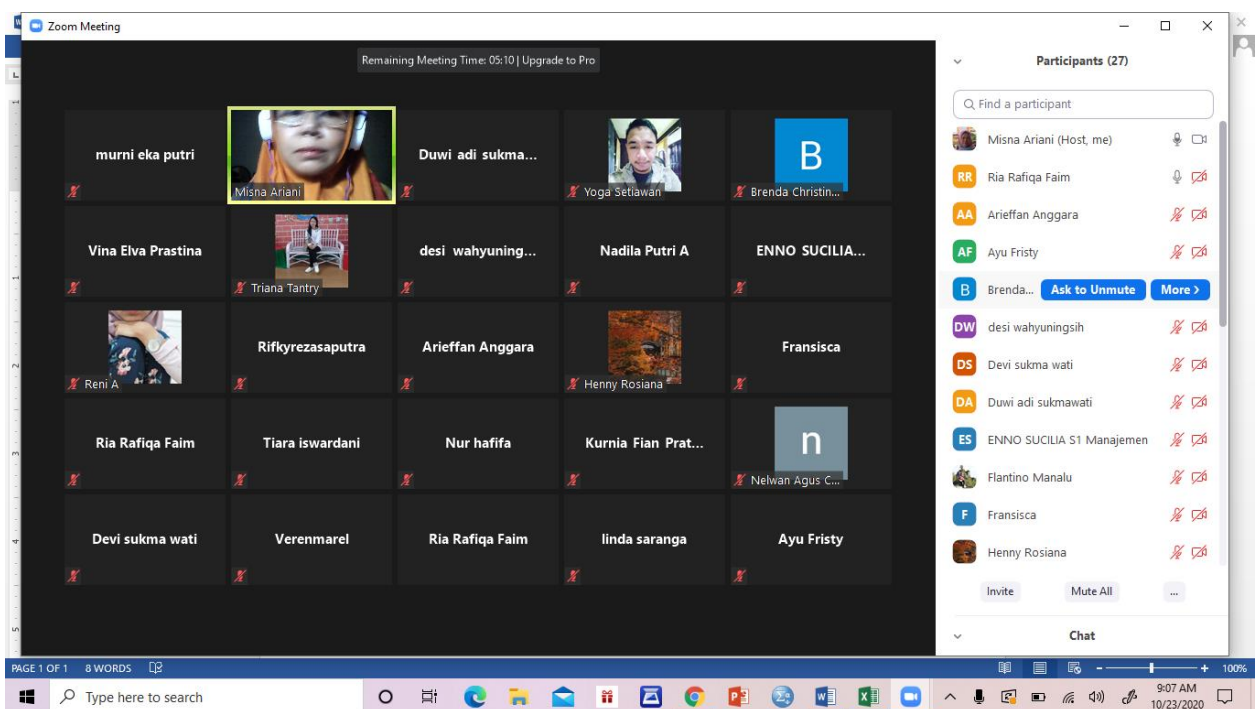 Zoom Meeting
Remaining Meeting Time: 05:10 | Upgrade to Pro
murni eka putri
Misna Ariani
Duwi adi sukma...
Yoga Setiawan
B
Brenda Christin...
Vina Elva Prastina
Triana Tantry
desi wahyuning...
Nadila Putri A
ENNO SUCILIA...
Reni A
Rifkyrezasaputra
Arieffan Anggara
Henny Rosiana
Fransisca
Ria Rafiqa Faim
Tiara iswardani
Nur hafifa
Kurnia Fian Prat...
n
Nelwan Agus C...
Devi sukma wati
Verenmarel
Ria Rafiqa Faim
linda saranga
Ayu Fristy
Participants (27)
Find a participant
Misna Ariani (Host, me)
RR Ria Rafiqa Faim
AA Arieffan Anggara
AF Ayu Fristy
B Brenda... Ask to Unmute More >
DW desi wahyuningsih
DS Devi sukma wati
DA Duwi adi sukmawati
ES ENNO SUCILIA S1 Manajemen
Flantino Manalu
F Fransisca
Henny Rosiana
Invite Mute All ...
Chat
PAGE 1 OF 1 8 WORDS 100%
Type here to search
9:07 AM
10/23/2020